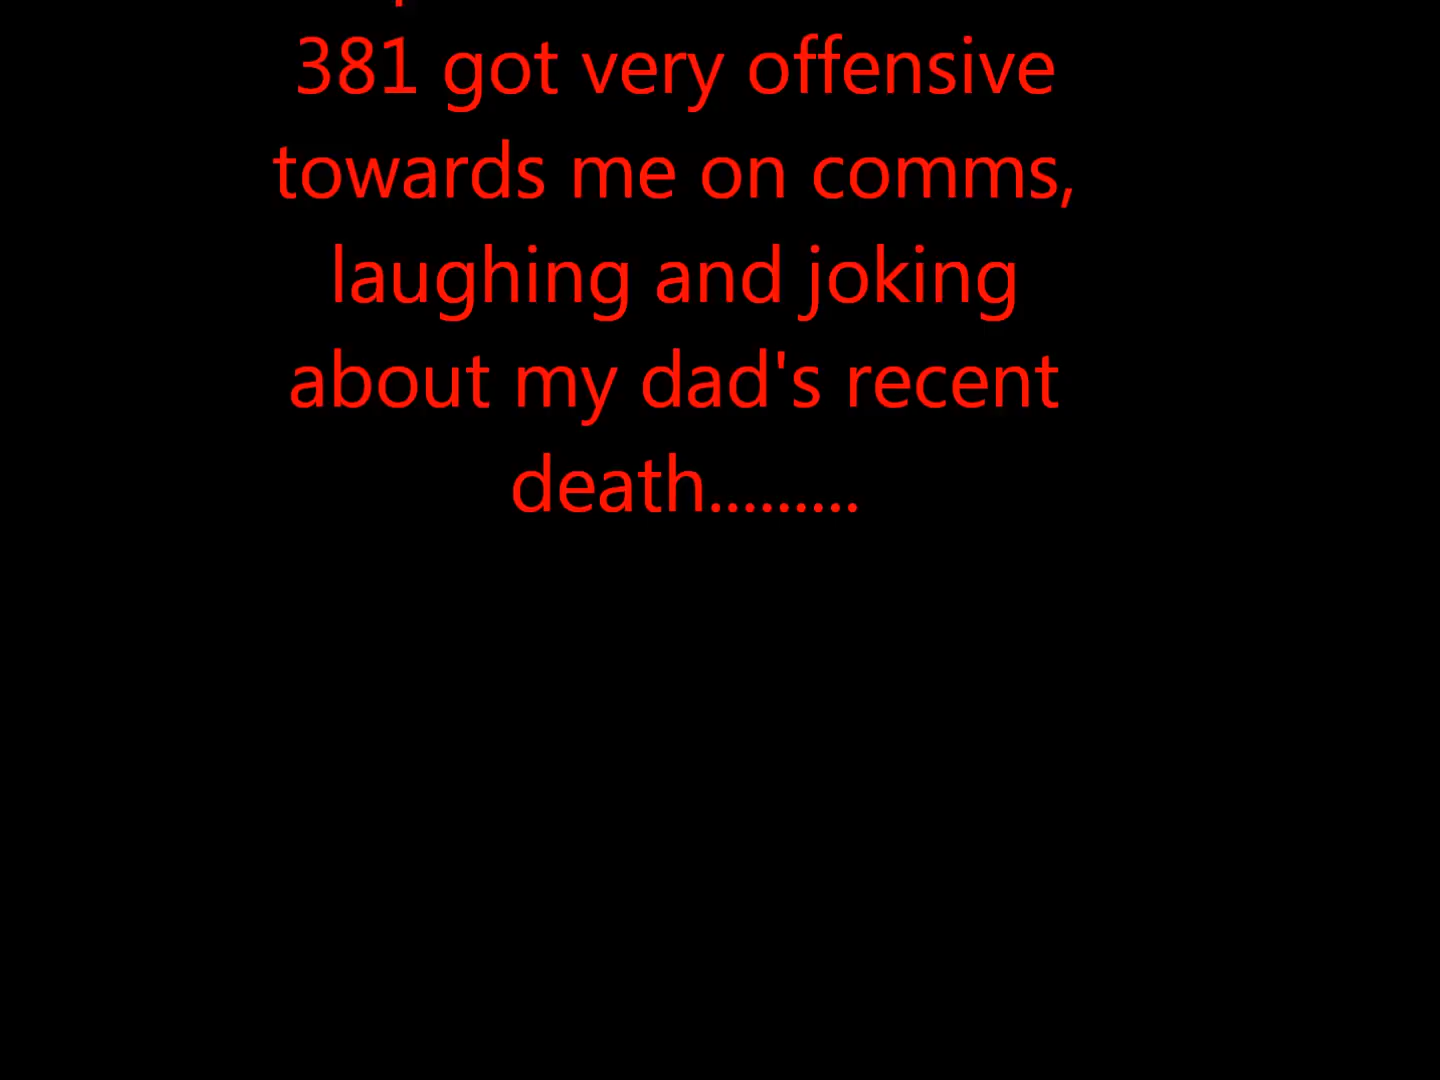 381 got very offensive
towards me on comms,
laughing and joking
about my dad's recent
death.........